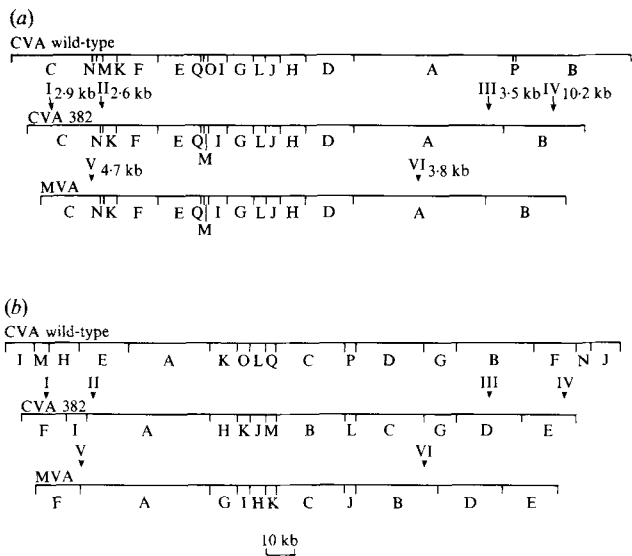 (a)
CVA wild-type
C N M K F E Q O I G L J H D A P B
I 2·9 kb II 2·6 kb III 3·5 kb IV 10·2 kb
CVA 382
C N K F E Q I G L J H D A B
M
V 4·7 kb VI 3·8 kb
MVA
C N K F E Q I G L J H D A B
M
(b)
CVA wild-type
I M H E A K O L Q C P D G B F N J
I II III IV
CVA 382
F I A H K J M B L C G D E
V VI
MVA
F A G I H K C J B D E
10 kb